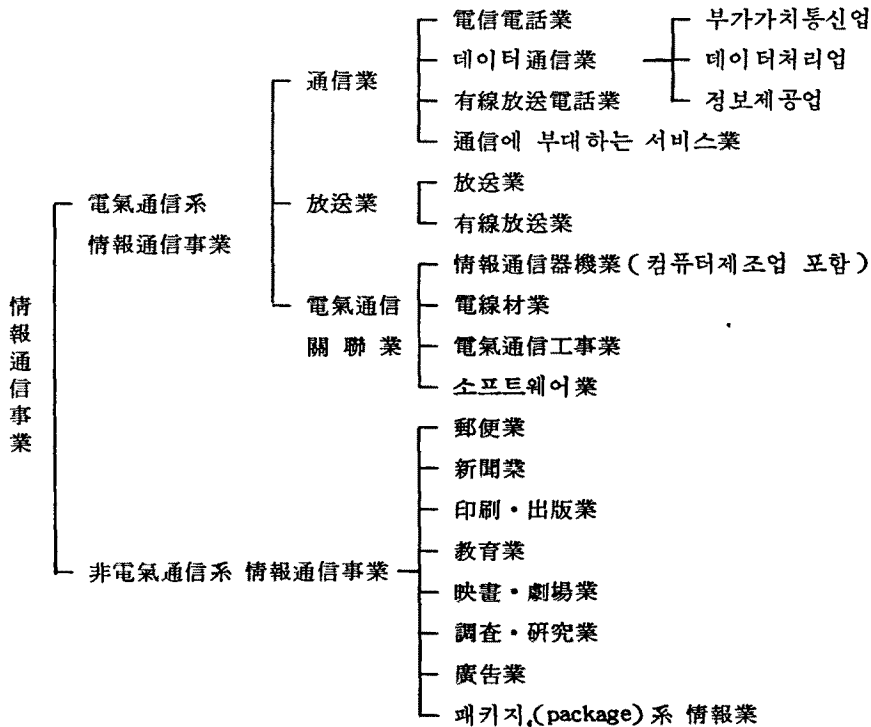 情報通信事業
電氣通信系
情報通信事業
通信業
電信電話業
데이터通信業
부가가치통신업
데이터처리업
정보제공업
有線放送電話業
通信에 부대하는 서비스業
放送業
放送業
有線放送業
電氣通信
關聯業
情報通信器機業(컴퓨터제조업 포함)
電線材業
電氣通信工事業
소프트웨어業
非電氣通信系 情報通信事業
郵便業
新聞業
印刷・出版業
教育業
映畫・劇場業
調査・硏究業
廣告業
패키지(package)系 情報業